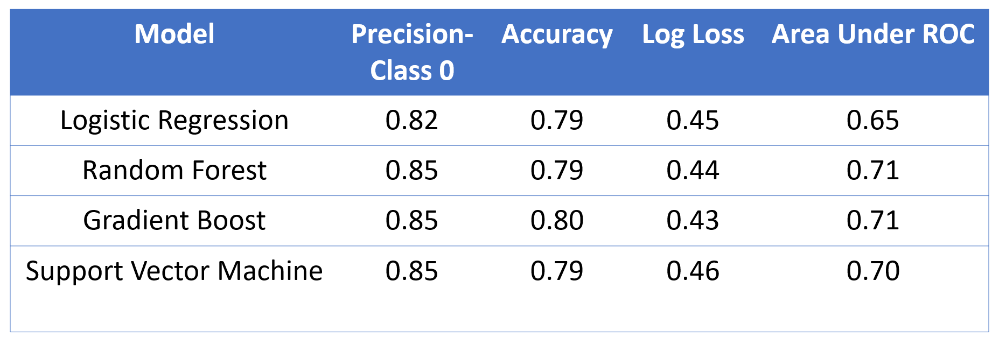 Model Precision- Accuracy Log Loss Area Under ROC
Class 0
Logistic Regression 0.82 0.79 0.45 0.65
Random Forest 0.85 0.79 0.44 0.71
Gradient Boost 0.85 0.80 0.43 0.71
Support Vector Machine 0.85 0.79 0.46 0.70